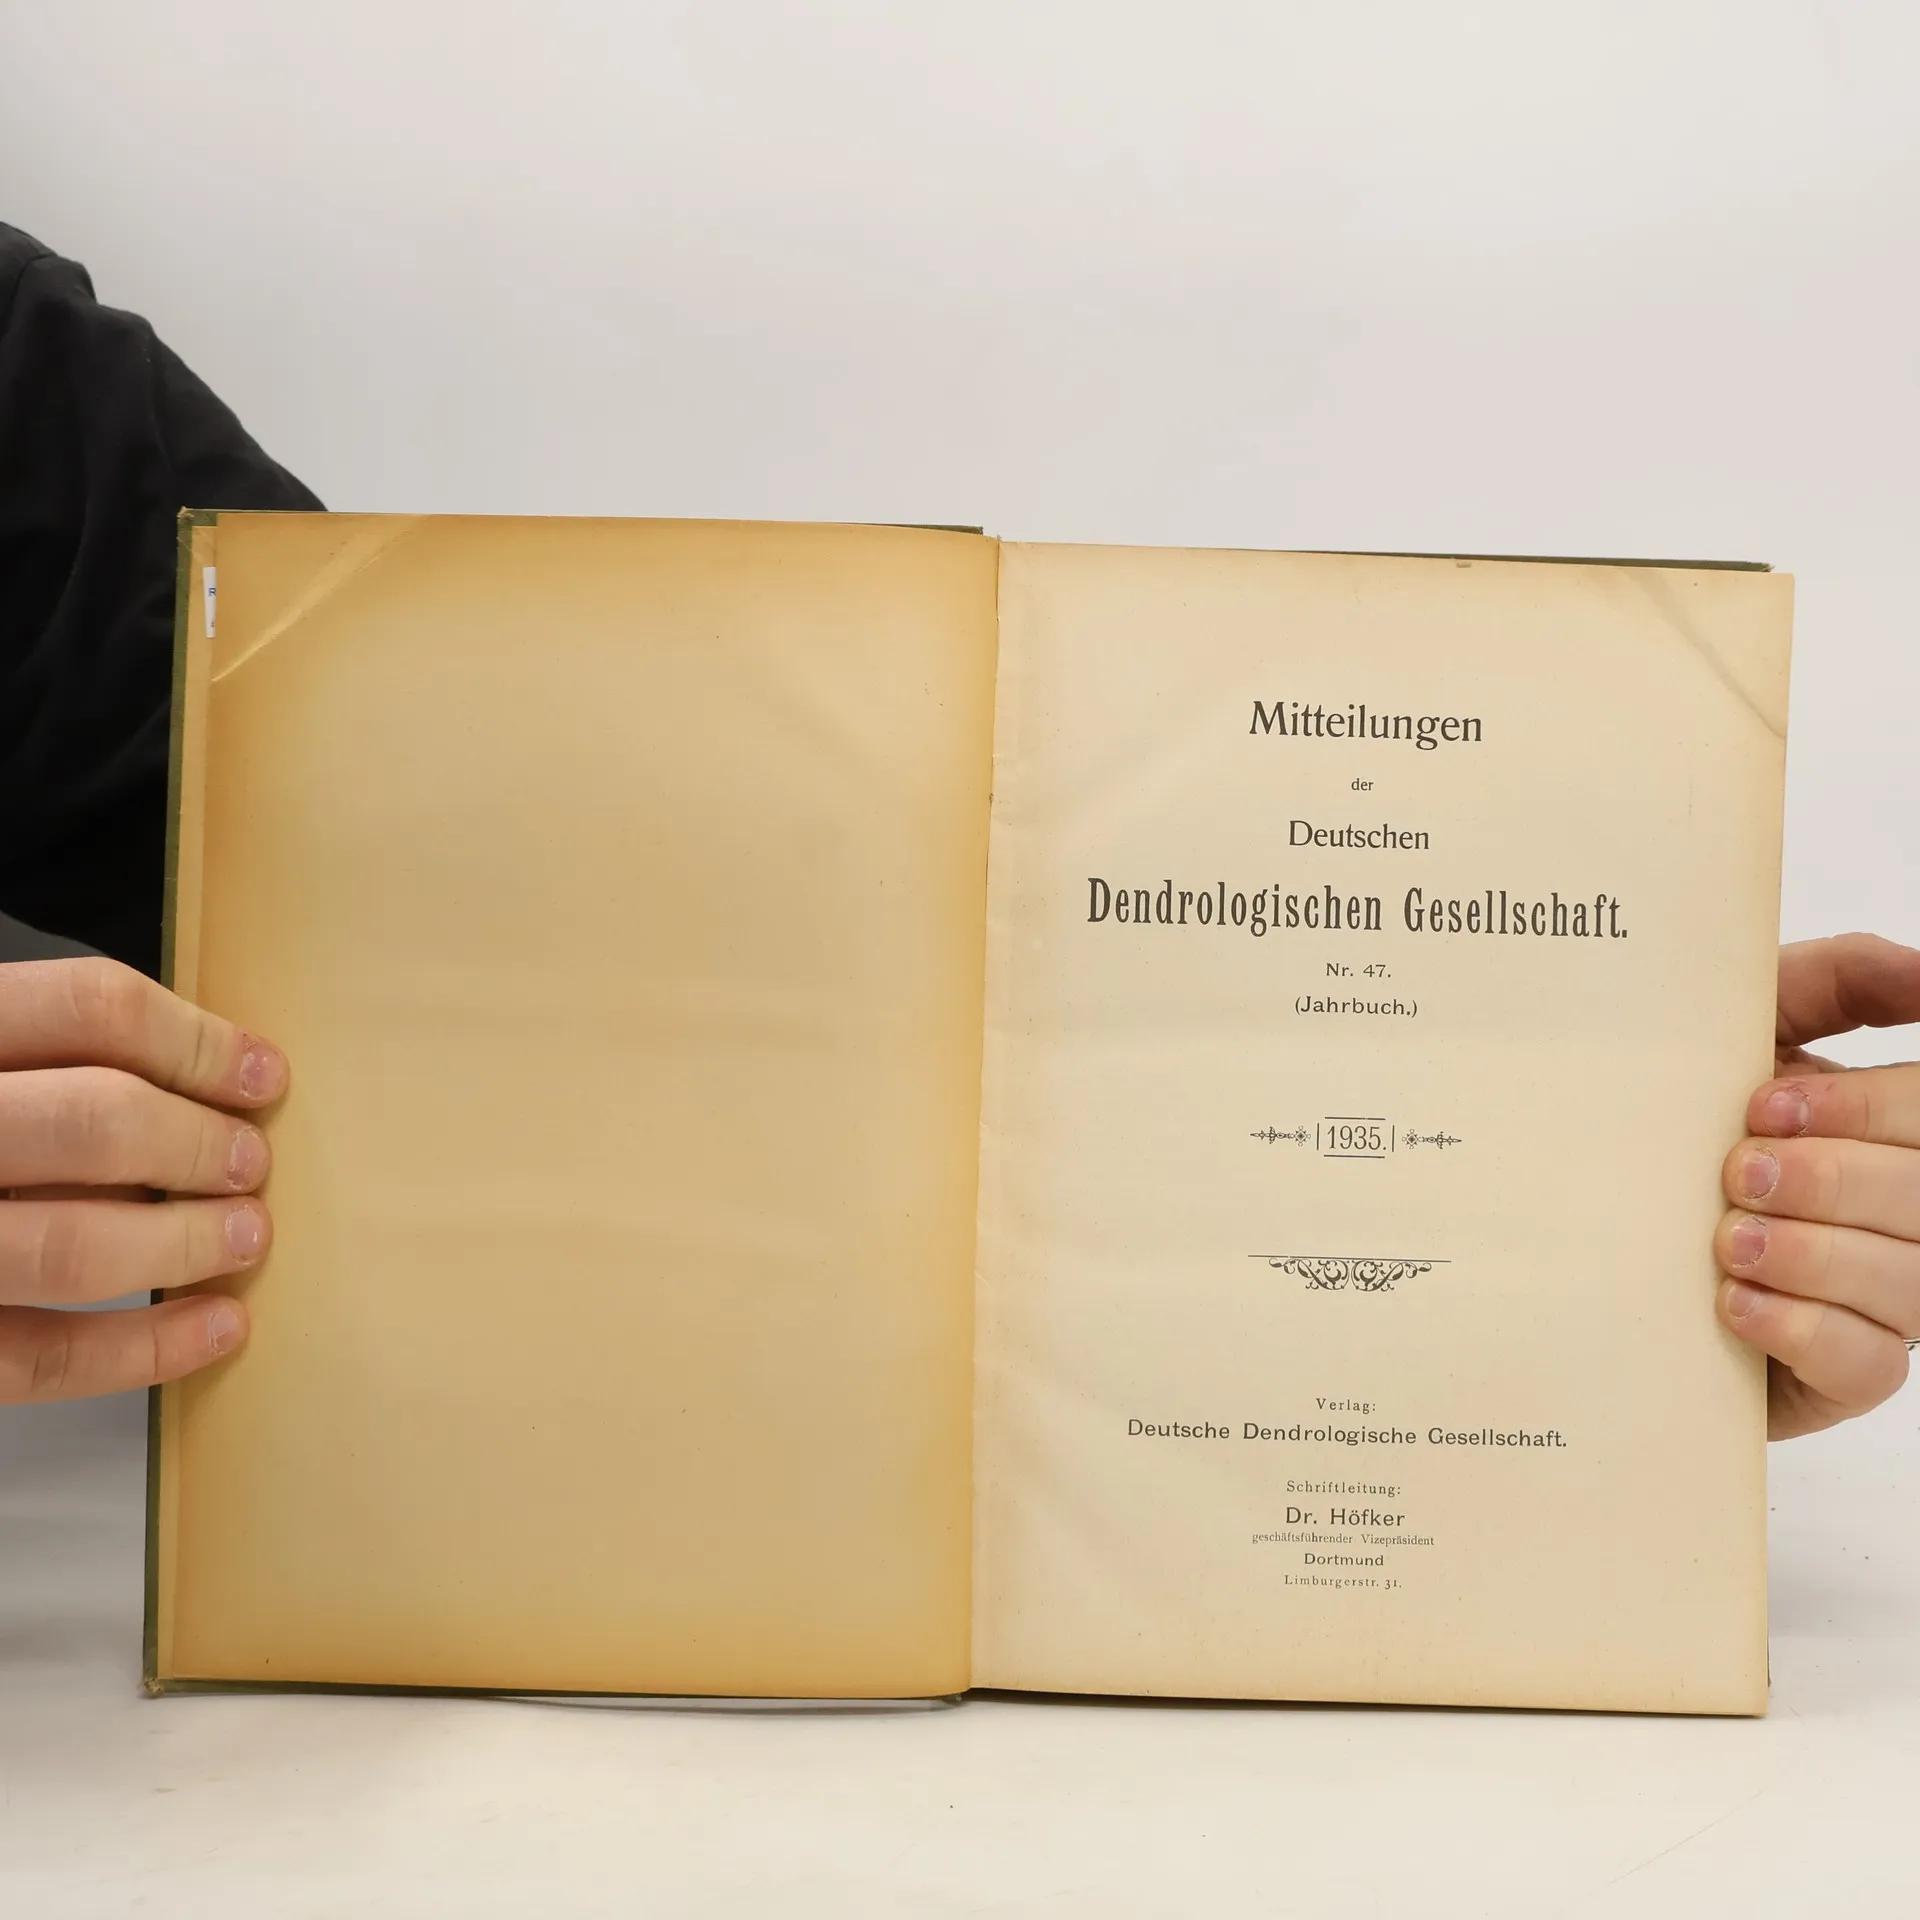 R
Mitteilungen
der
Deutschen
Dendrologischen Gesellschaft.
Nr. 47.
(Jahrbuch.)
1935.
Verlag:
Deutsche Dendrologische Gesellschaft.
Schriftleitung:
Dr. Höfker
geschäftsführender Vizepräsident
Dortmund
Limburgerstr. 31.